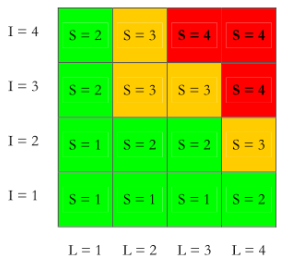 I = 4 S = 2 S = 3 S = 4 S = 4
I = 3 S = 2 S = 3 S = 3 S = 4
I = 2 S = 1 S = 2 S = 2 S = 3
I = 1 S = 1 S = 1 S = 1 S = 2
L = 1 L = 2 L = 3 L = 4